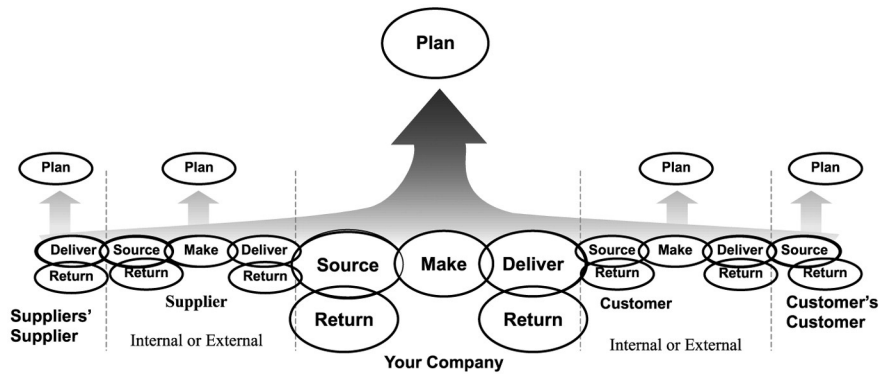 Plan
Plan
Plan
Plan
Plan
Deliver
Source
Make
Deliver
Source
Make
Deliver
Source
Make
Deliver
Source
Return
Return
Return
Return
Return
Return
Return
Return
Suppliers'
Supplier
Supplier
Internal or External
Your Company
Customer
Internal or External
Customer's
Customer